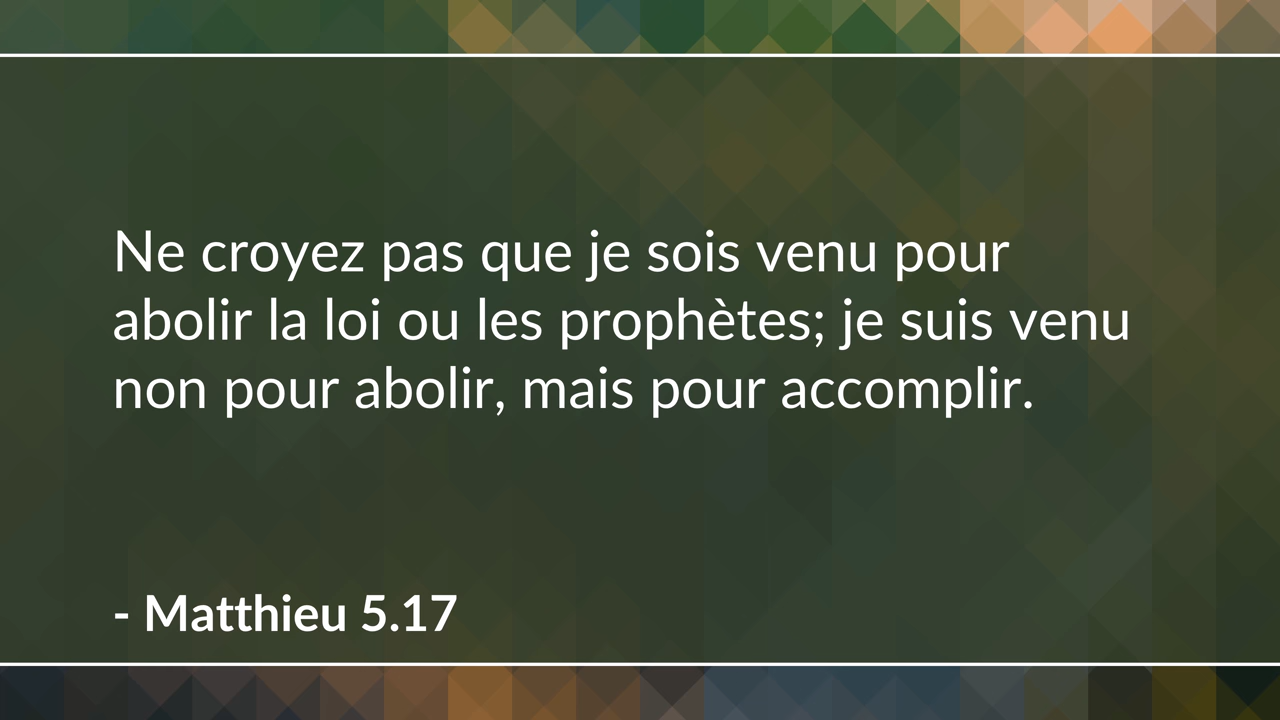 Ne croyez pas que je sois venu pour
abolir la loi ou les prophètes; je suis venu
non pour abolir, mais pour accomplir.
- Matthieu 5.17